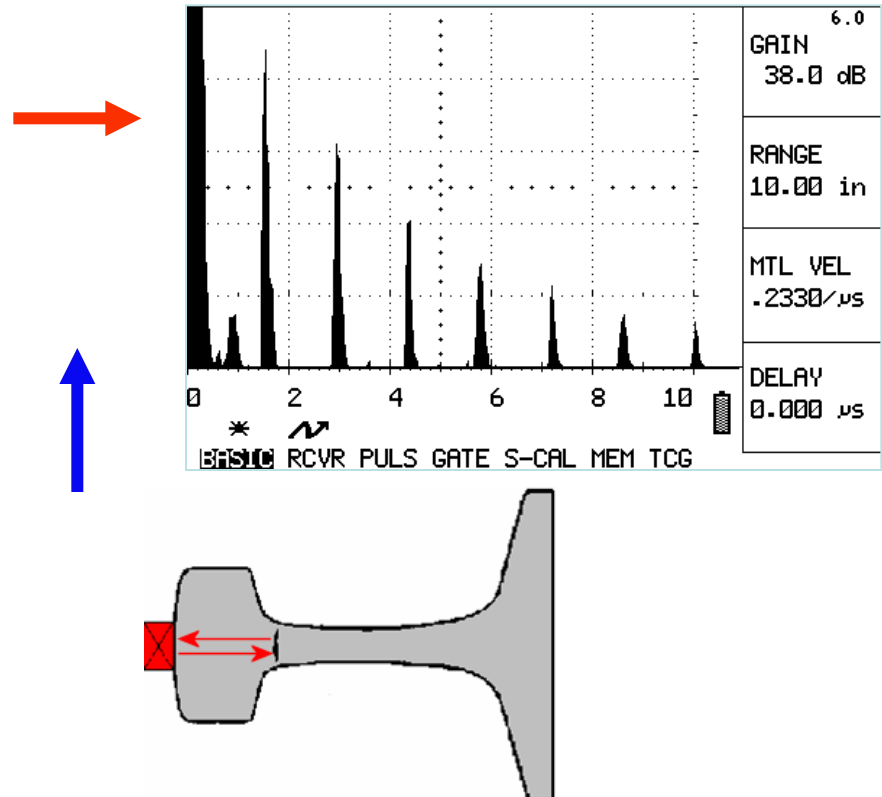 6.0
GAIN
38.0 dB
RANGE
10.00 in
MTL VEL
.2330/µs
DELAY
0.000 µs
0 2 4 6 8 10
BASIC RCVR PULS GATE S-CAL MEM TCG